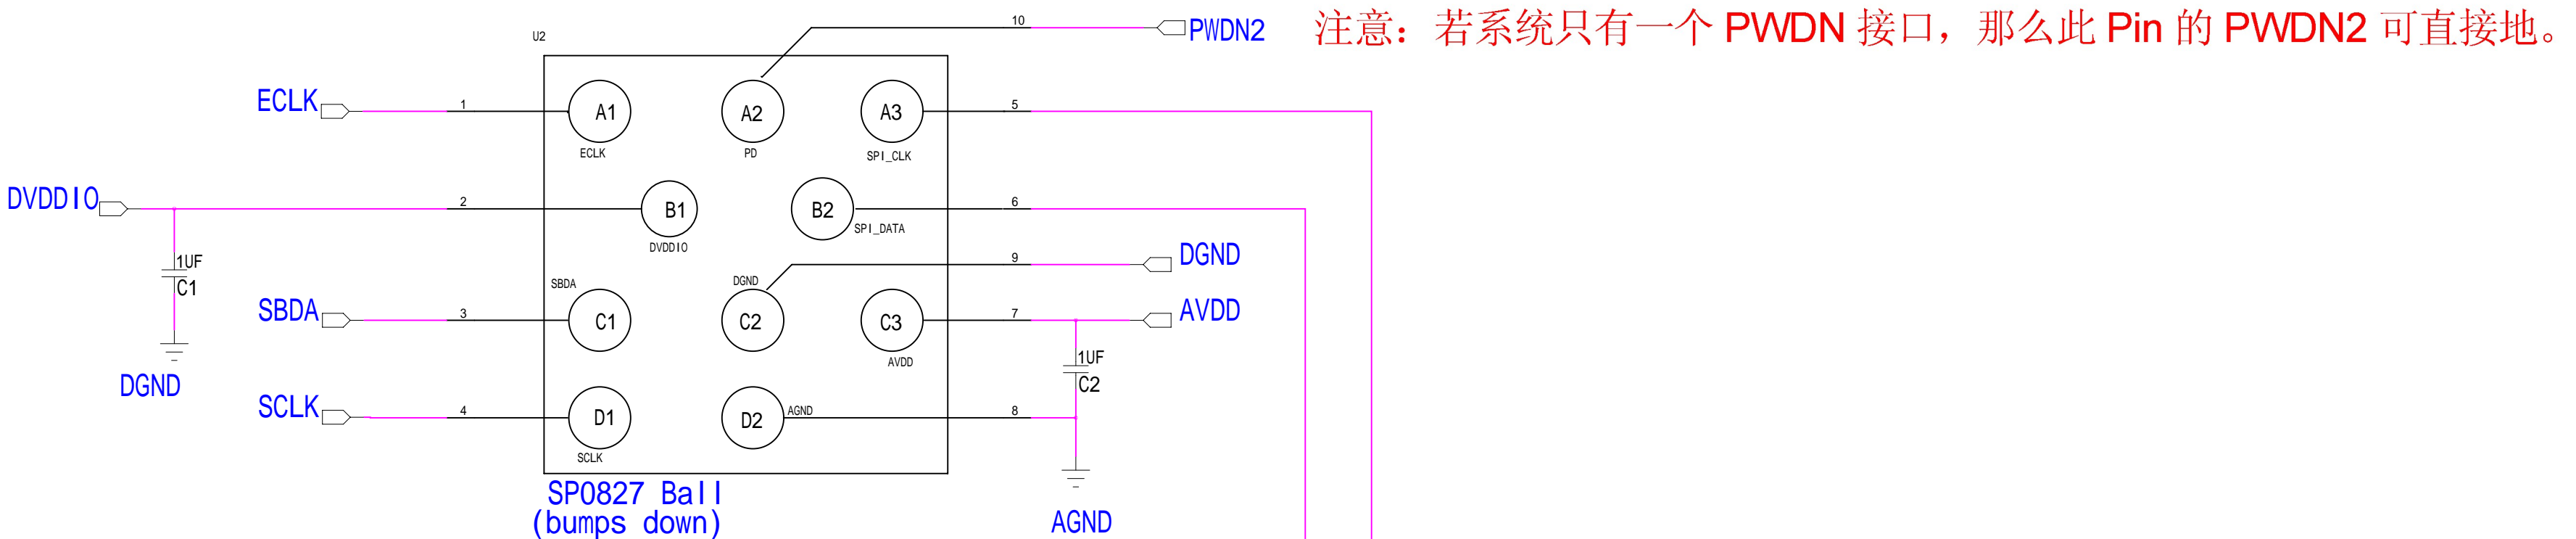 10
PWDN2
注意：若系统只有一个 PWDN 接口，那么此 Pin 的 PWDN2 可直接地。
U2
ECLK
1
A1
A2
A3
5
ECLK
PD
SPI_CLK
DVDDIO
2
B1
B2
6
SPI_DATA
DVDDIO
1UF
C1
9
DGND
SBDA
DGND
SBDA
3
C1
C2
C3
7
AVDD
AVDD
1UF
C2
DGND
SCLK
4
D1
D2
AGND
8
SCLK
SP0827 Ball
(bumps down)
AGND